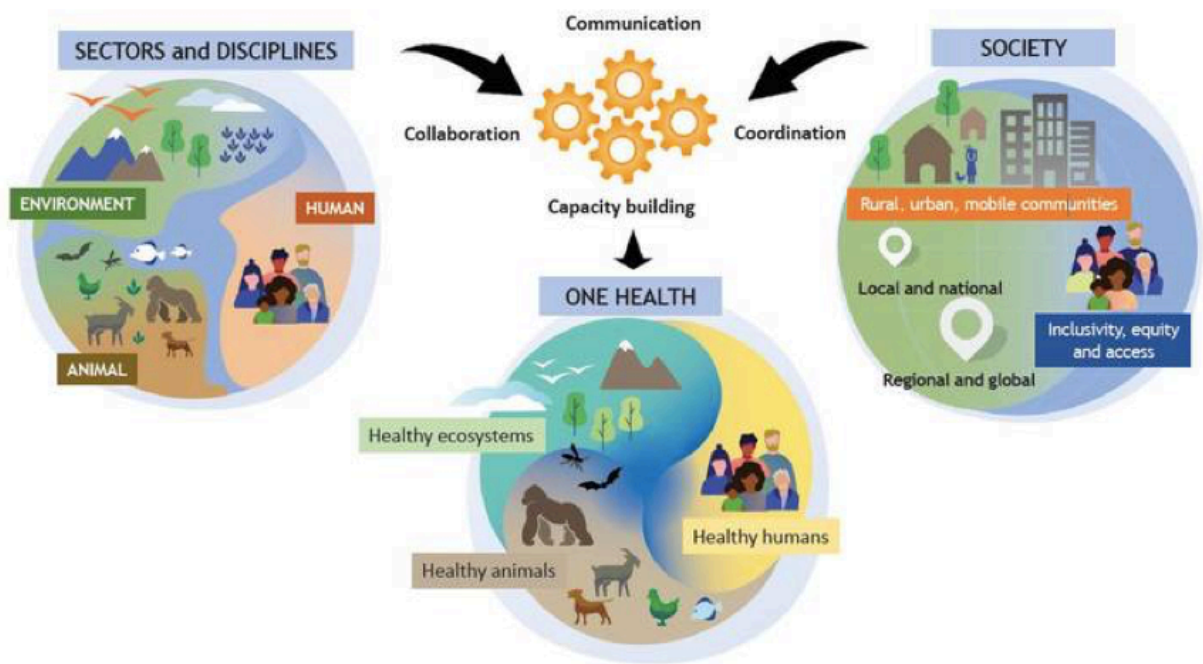 Communication
SECTORS and DISCIPLINES
SOCIETY
Collaboration
Coordination
Capacity building
ENVIRONMENT
HUMAN
ANIMAL
Rural, urban, mobile communities
Local and national
Inclusivity, equity
and access
Regional and global
ONE HEALTH
Healthy ecosystems
Healthy humans
Healthy animals